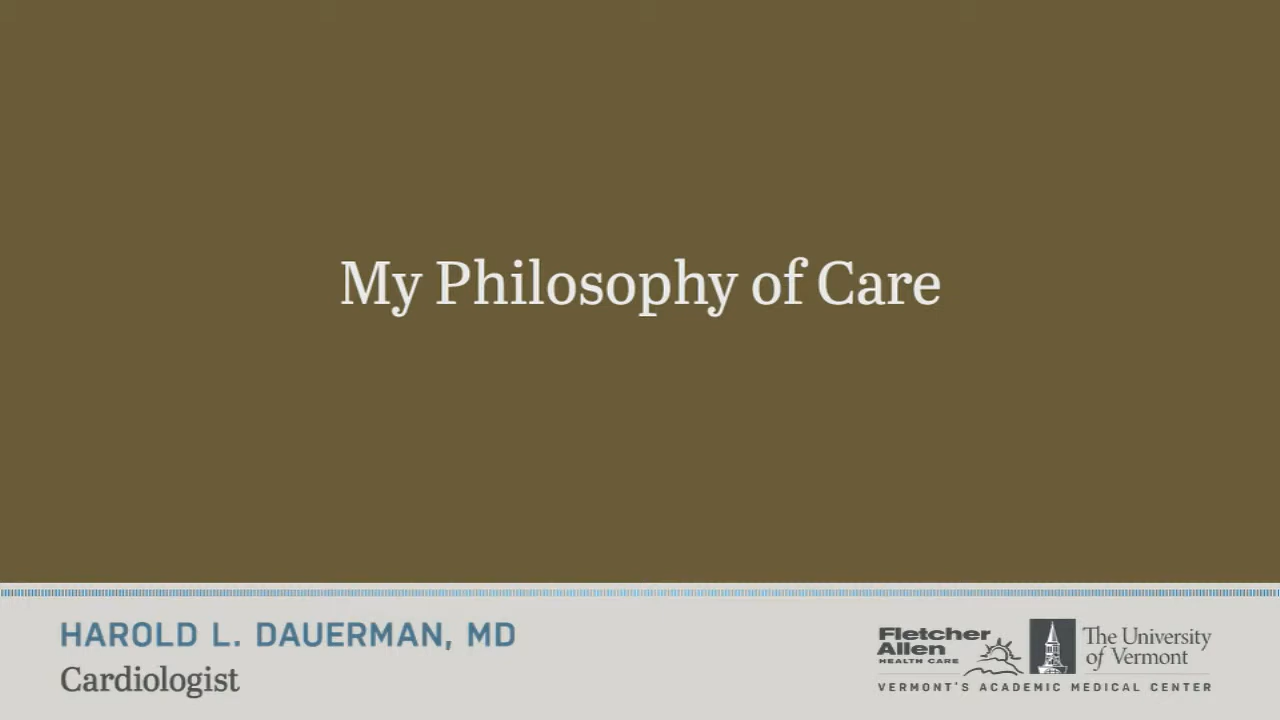 My Philosophy of Care
HAROLD L. DAUERMAN, MD
Cardiologist
Fletcher
Allen
HEALTH CARE
The University
of Vermont
VERMONT'S ACADEMIC MEDICAL CENTER